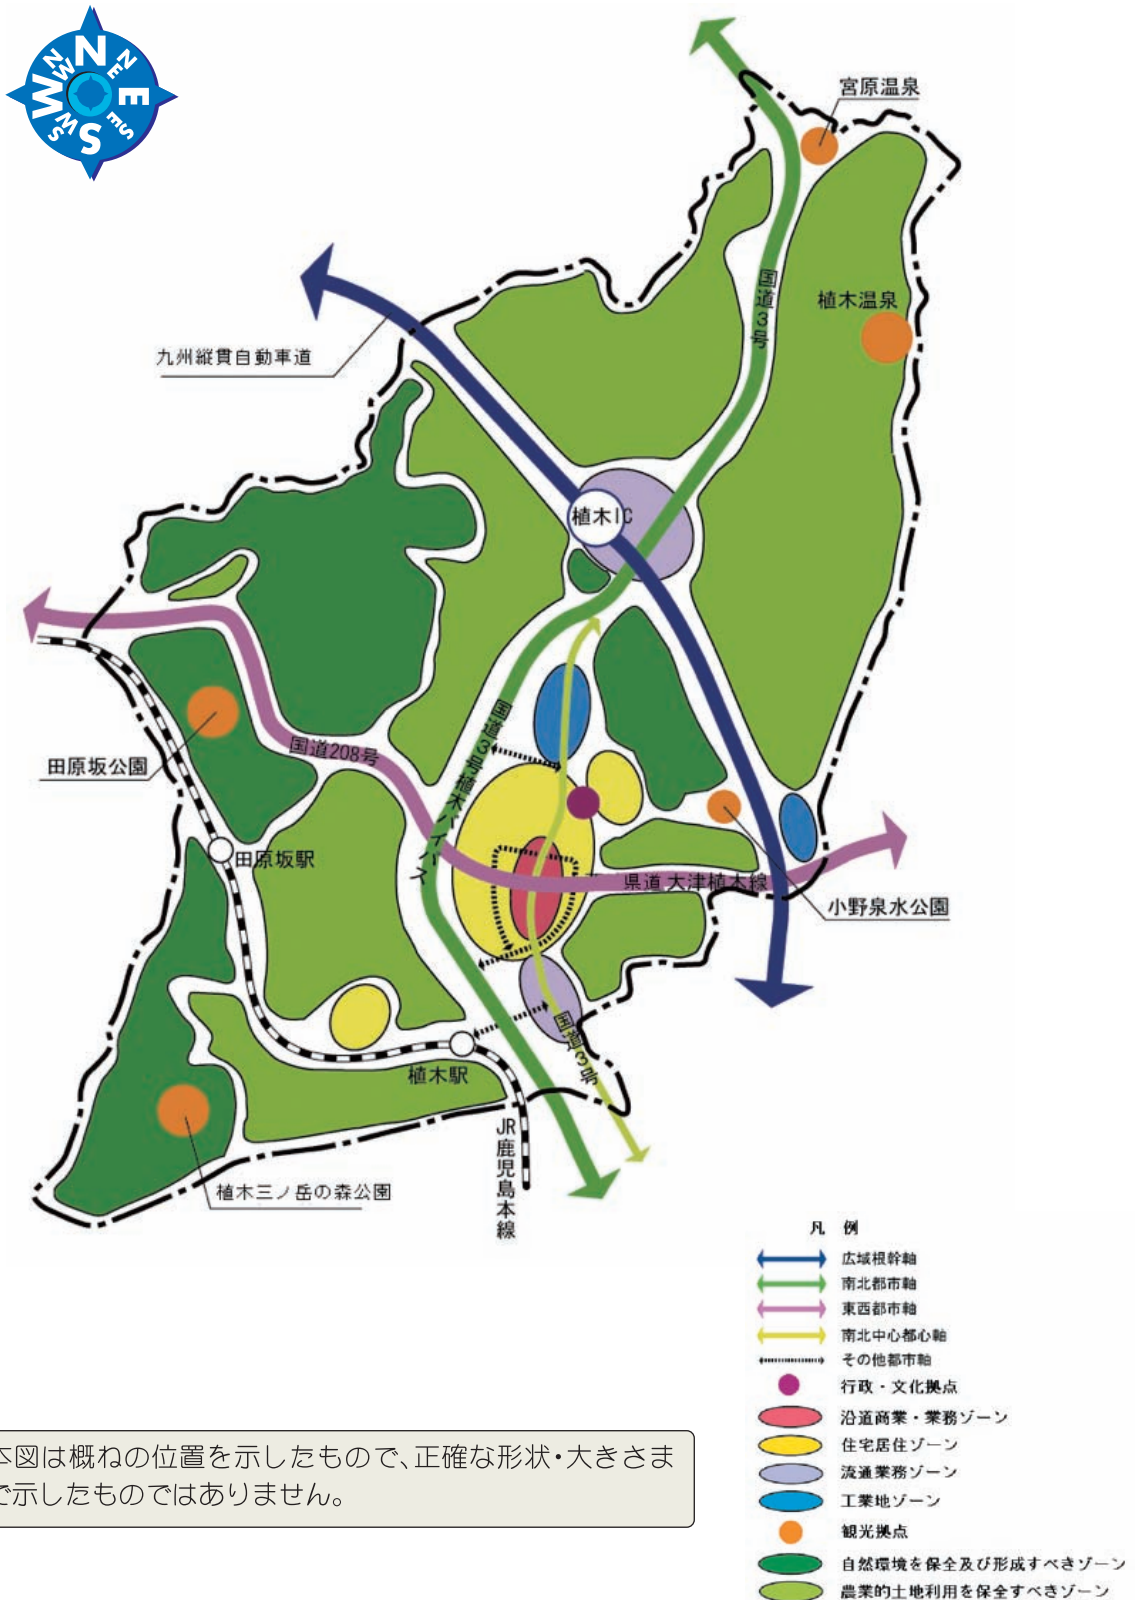 N
N
N
W
N
N
E
W
E
W
S
W
S
E
S
E
S
宮原温泉
国道3号
植木温泉
九州縦貫自動車道
植木IC
国道3号植木バイパス
国道208号
田原坂公園
田原坂駅
県道 大津植木線
小野泉水公園
国道3号
植木駅
JR鹿児島本線
植木三ノ岳の森公園
凡 例
広域根幹軸
南北都市軸
東西都市軸
南北中心都心軸
その他都市軸
行政・文化拠点
沿道商業・業務ゾーン
住宅居住ゾーン
流通業務ゾーン
工業地ゾーン
観光拠点
自然環境を保全及び形成すべきゾーン
農業的土地利用を保全すべきゾーン
本図は概ねの位置を示したもので、正確な形状・大きさま
で示したものではありません。